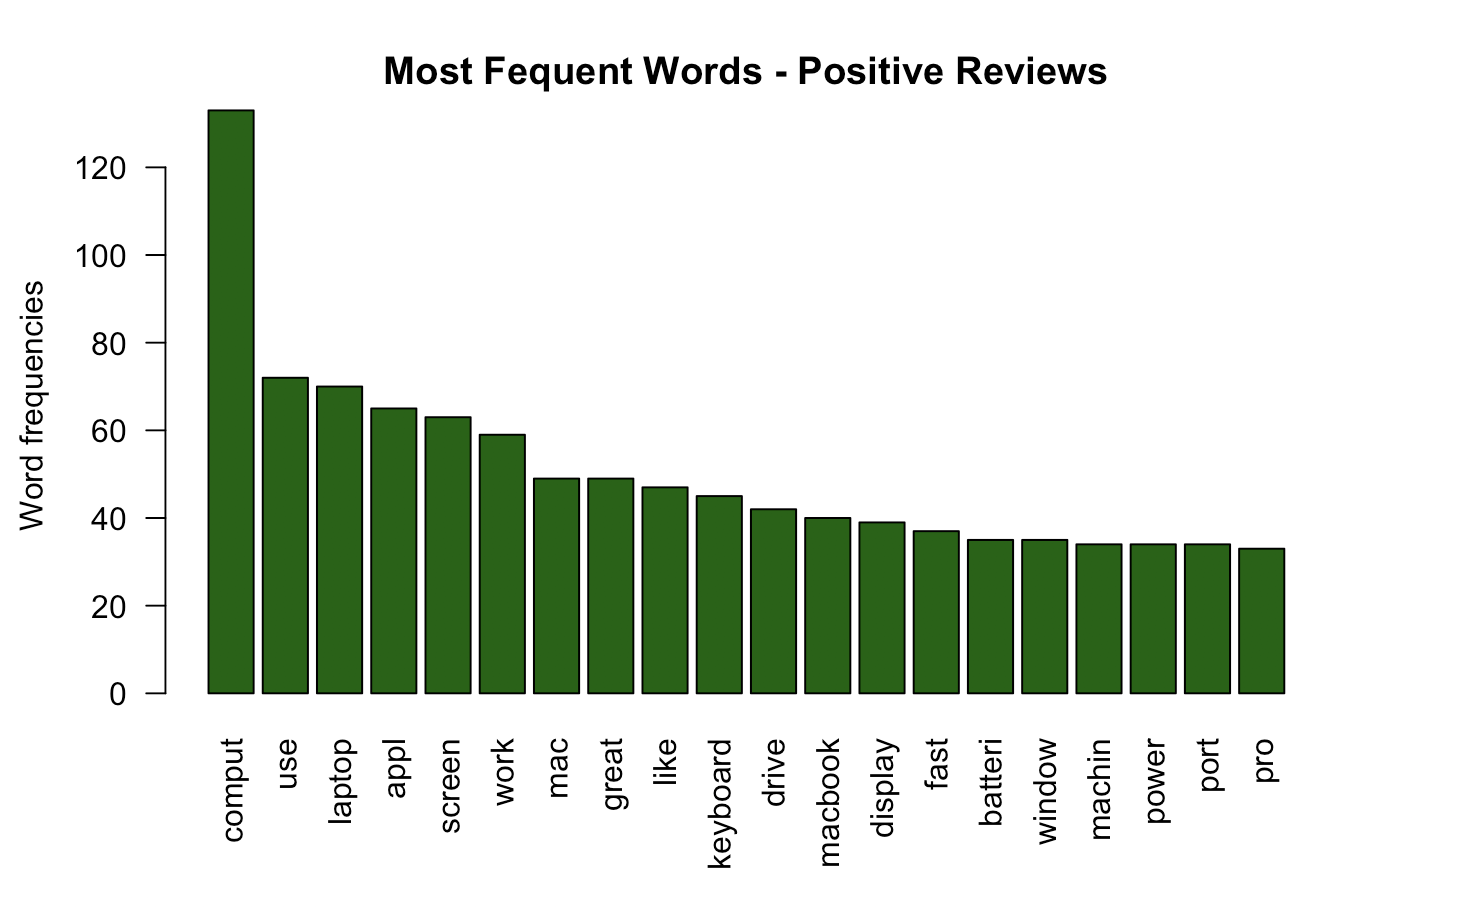 Most Fequent Words - Positive Reviews
Word frequencies
120
100
80
60
40
20
0
comput
use
laptop
appl
screen
work
mac
great
like
keyboard
drive
macbook
display
fast
batteri
window
machin
power
port
pro